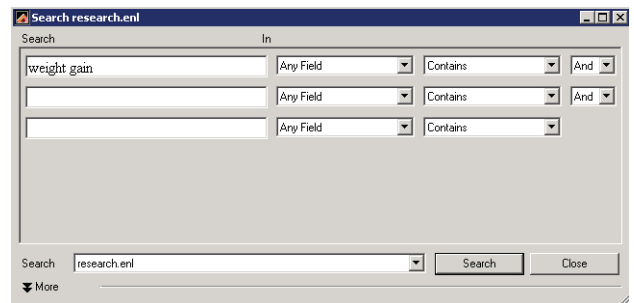 Search research.enl
Search In
weight gain Any Field Contains And
Any Field Contains And
Any Field Contains
Search research.enl Search Close
More